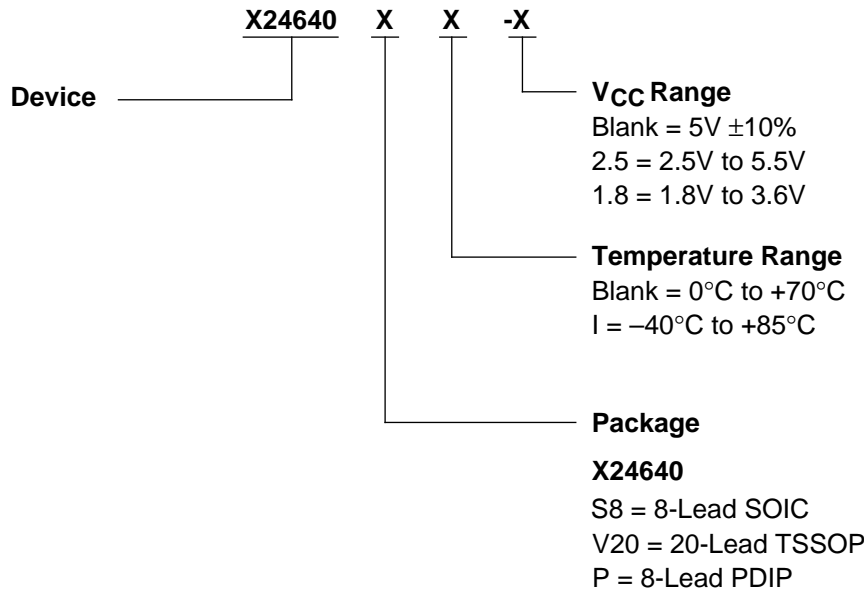 X24640 X X -X
Device
VCC Range
Blank = 5V ±10%
2.5 = 2.5V to 5.5V
1.8 = 1.8V to 3.6V
Temperature Range
Blank = 0°C to +70°C
I = –40°C to +85°C
Package
X24640
S8 = 8-Lead SOIC
V20 = 20-Lead TSSOP
P = 8-Lead PDIP